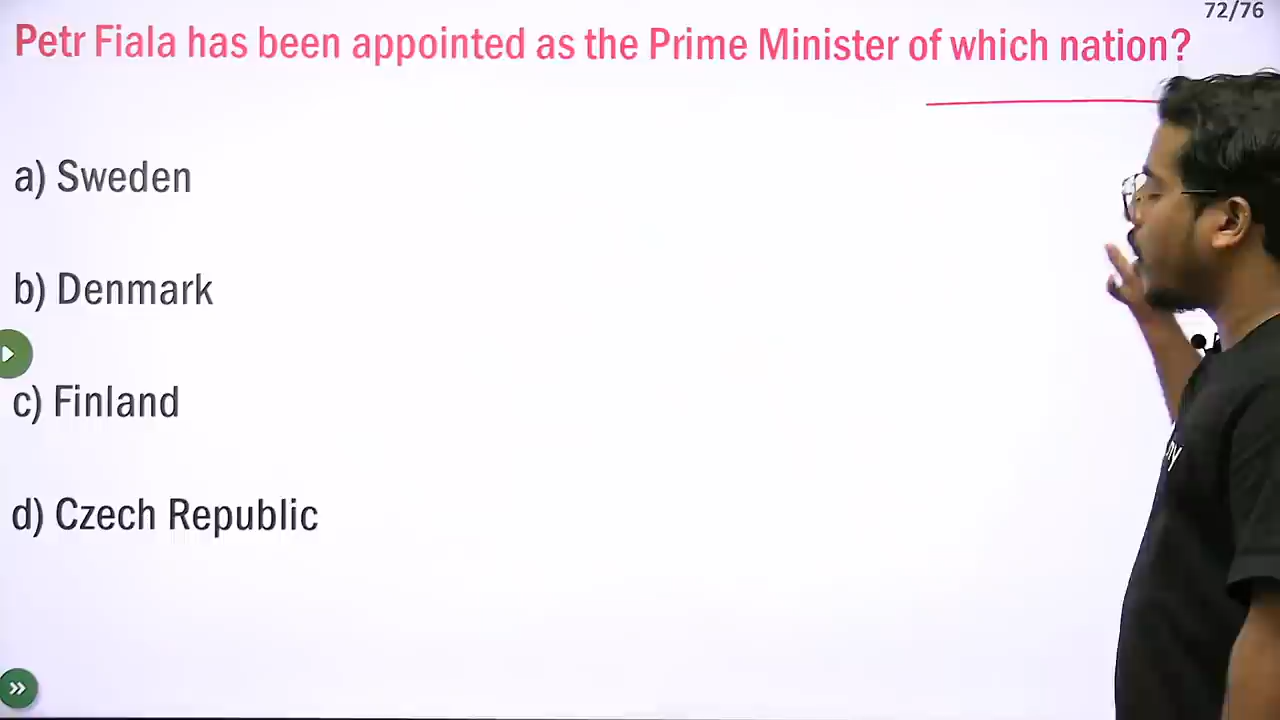 72/76
Petr Fiala has been appointed as the Prime Minister of which nation?
a) Sweden
b) Denmark
c) Finland
d) Czech Republic